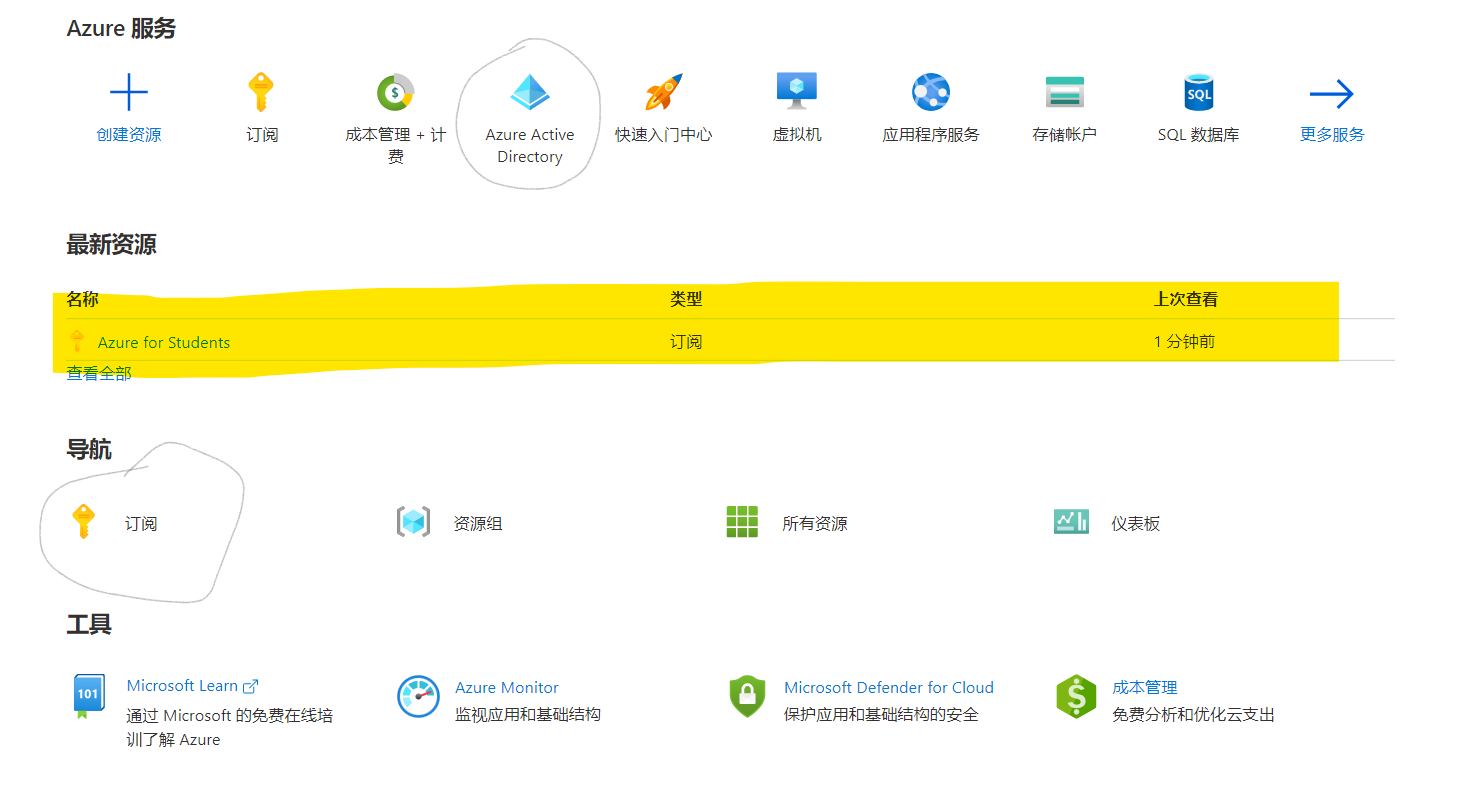 Azure 服务
创建资源
订阅
成本管理 + 计
费
Azure Active
Directory
快速入门中心
虚拟机
应用程序服务
存储帐户
SQL
SQL 数据库
更多服务
最新资源
名称 类型 上次查看
Azure for Students 订阅 1 分钟前
查看全部
导航
订阅 资源组 所有资源 仪表板
工具
101
Microsoft Learn
通过 Microsoft 的免费在线培
训了解 Azure
Azure Monitor
监视应用和基础结构
Microsoft Defender for Cloud
保护应用和基础结构的安全
成本管理
免费分析和优化云支出